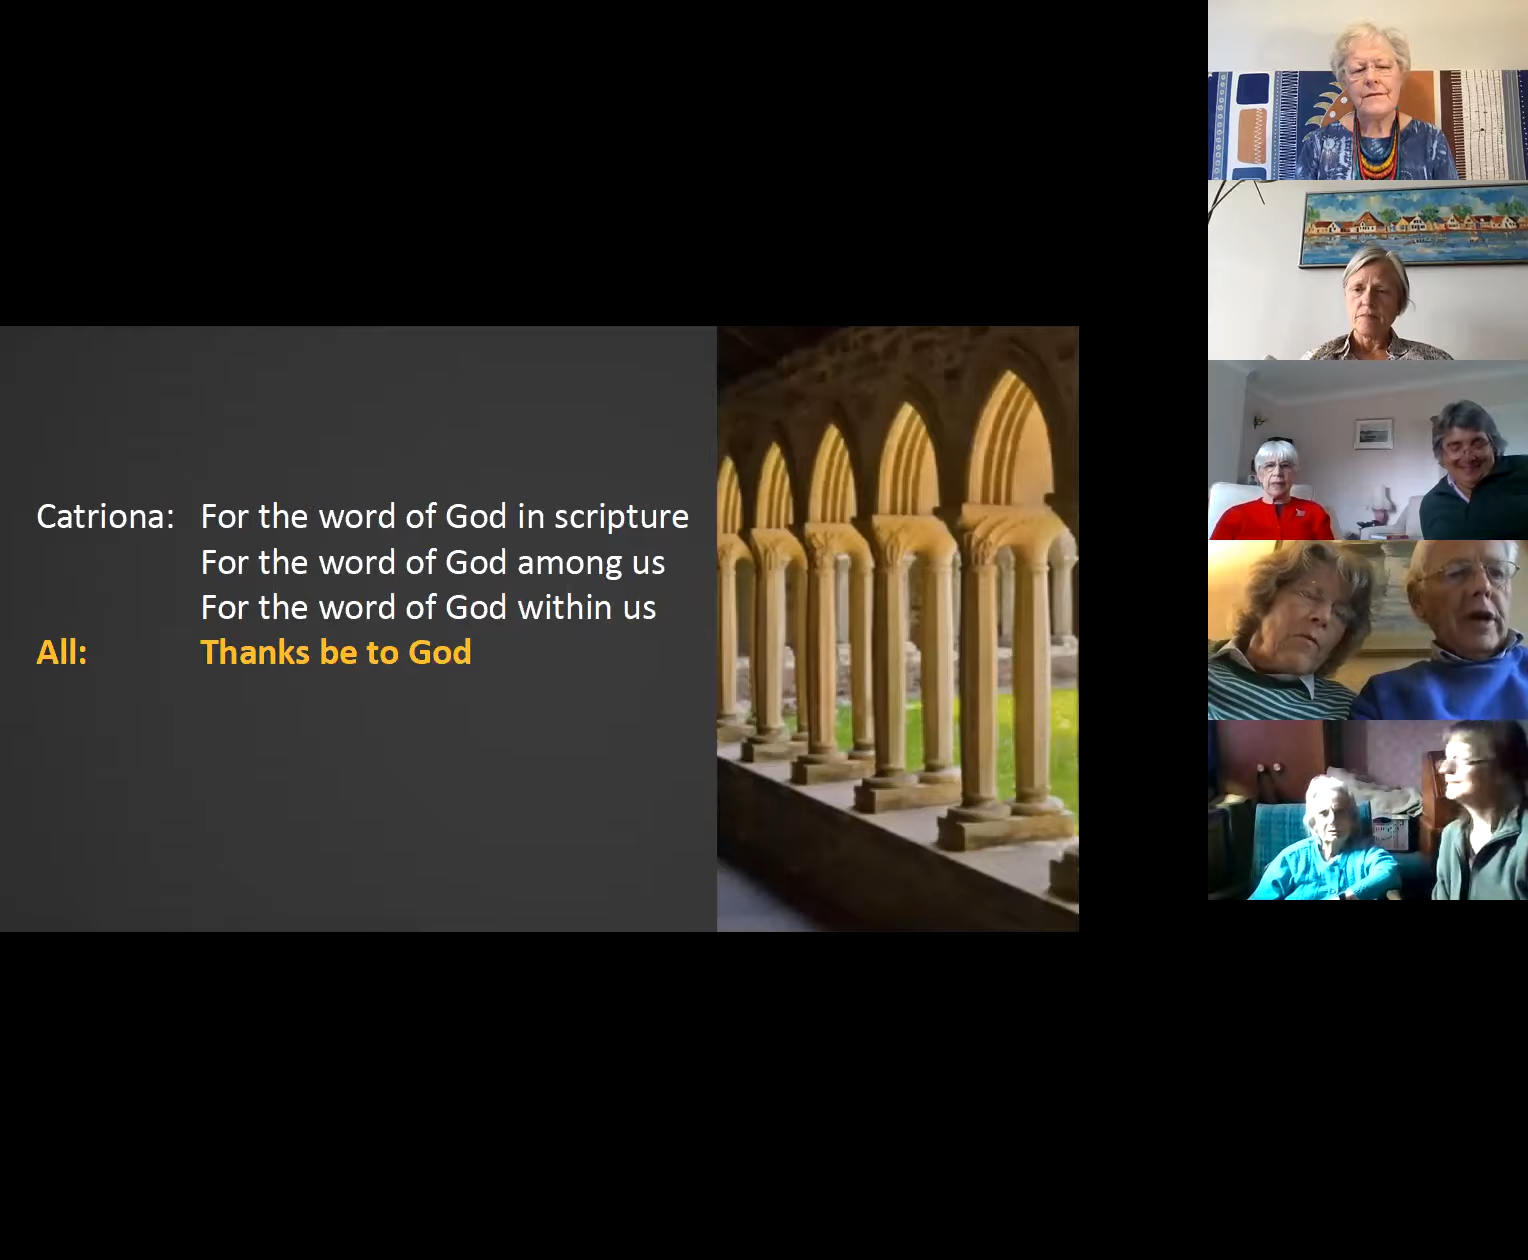 Catriona: For the word of God in scripture
For the word of God among us
For the word of God within us
All: Thanks be to God